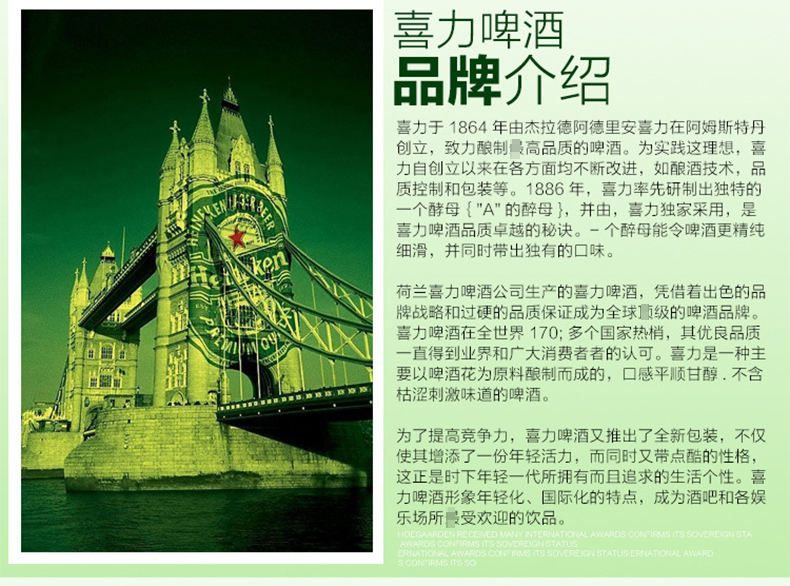 喜力啤酒
品牌介绍
喜力于 1864 年由杰拉德阿德里安喜力在阿姆斯特丹
创立，致力酿制高品质的啤酒。为实践这理想，喜
力自创立以来在各方面均不断改进，如酿酒技术，品
质控制和包装等。1886 年，喜力率先研制出独特的
一个酵母 { "A" 的醉母 }，并由，喜力独家采用，是
喜力啤酒品质卓越的秘诀。– 个醉母能令啤酒更精纯
细滑，并同时带出独有的口味。
荷兰喜力啤酒公司生产的喜力啤酒，凭借着出色的品
牌战略和过硬的品质保证成为全球级的啤酒品牌。
喜力啤酒在全世界 170; 多个国家热梢，其优良品质
一直得到业界和广大消费者者的认可。喜力是一种主
要以啤酒花为原料酿制而成的，口感平顺甘醇 . 不含
枯涩刺激味道的啤酒。
为了提高竞争力，喜力啤酒又推出了全新包装，不仅
使其增添了一份年轻活力，而同时又带点酷的性格，
这正是时下年轻一代所拥有而且追求的生活个性。喜
力啤酒形象年轻化、国际化的特点，成为酒吧和各娱
乐场所受欢迎的饮品。
HOEGAARDEN RECEIVED MANY INTERNATIONAL AWARDS CONFIRMS ITS SOVEREIGN STA
AWARDS CONFIRMS ITS SOVEREIGN STATUS
ERNATIONAL AWARDS CONFIRMS ITS SOVEREIGN STATUS ERNATIONAL AWARD
S CONFIRMS ITS SO
HEINEKEN LAGER BEER
Heineken
PREMIUM QU